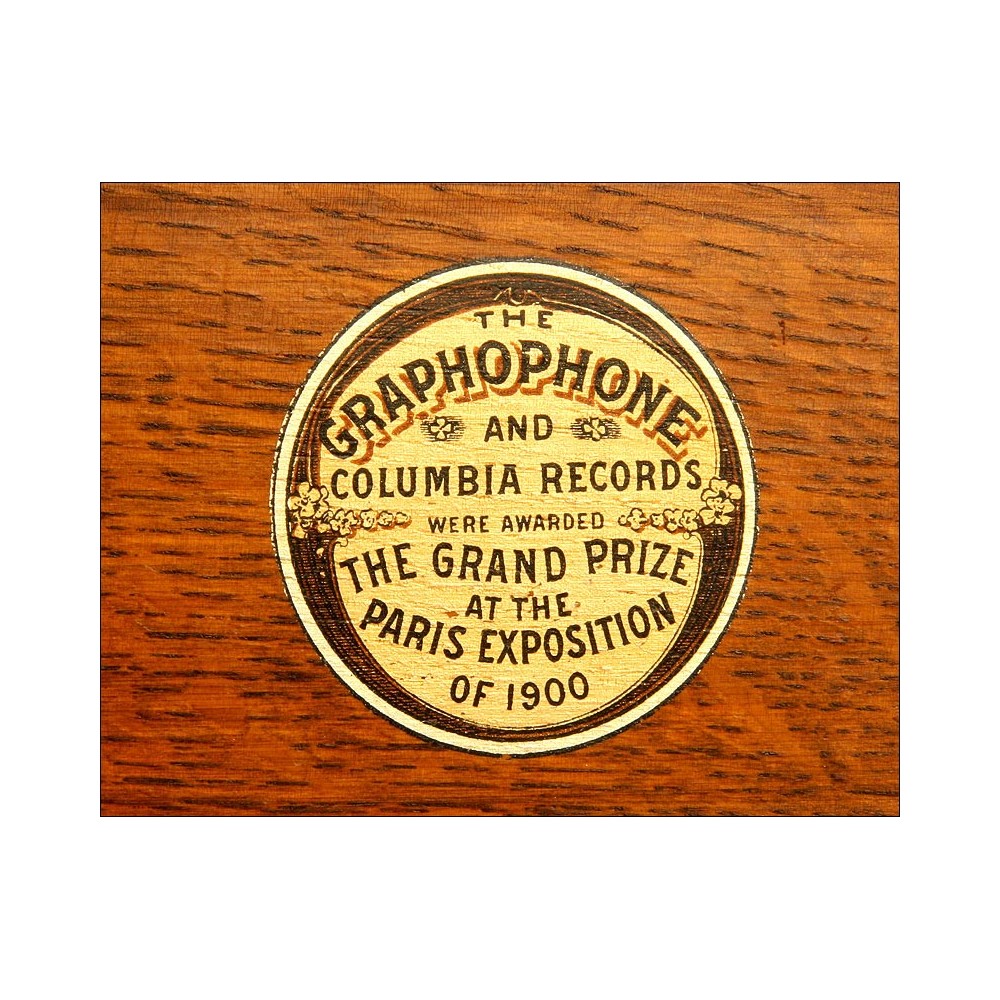 THE
GRAPHOPHONE
AND
COLUMBIA RECORDS
WERE AWARDED
THE GRAND PRIZE
AT THE
PARIS EXPOSITION
OF 1900